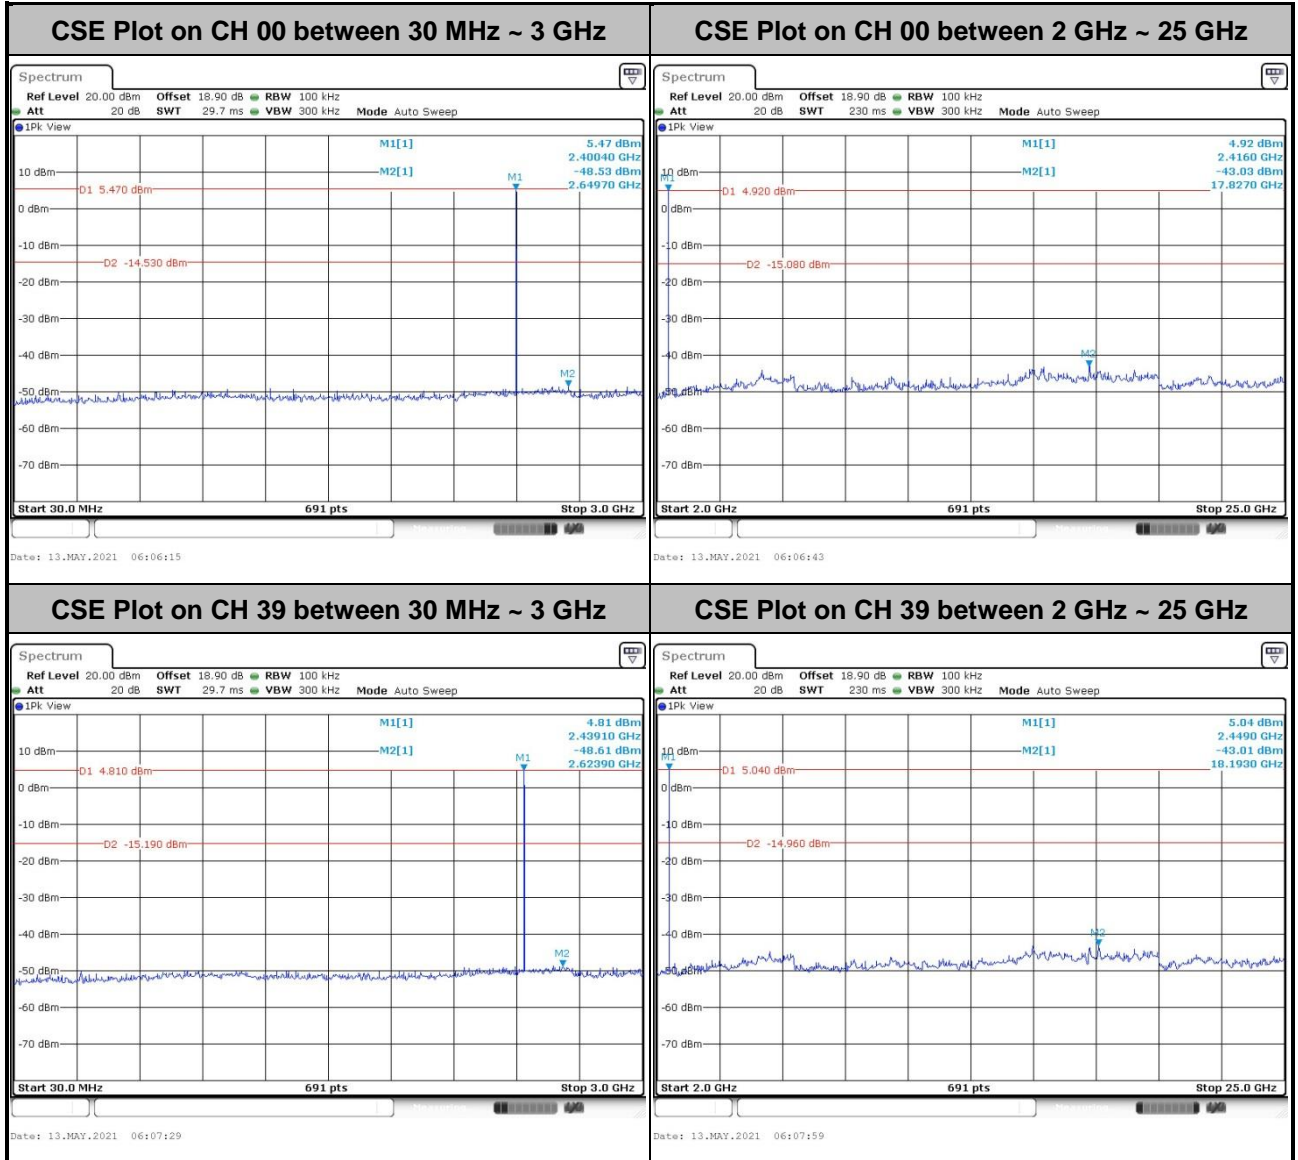 CSE Plot on CH 00 between 30 MHz ~ 3 GHz
Spectrum
Ref Level 20.00 dBm Offset 18.90 dB RBW 100 kHz
Att 20 dB SWT 29.7 ms VBW 300 kHz Mode Auto Sweep
1Pk View
M1[1] 5.47 dBm
2.40040 GHz
M2[1] -48.53 dBm
2.64970 GHz
10 dBm
M1
D1 5.470 dBm
0 dBm
-10 dBm
D2 -14.530 dBm
-20 dBm
-30 dBm
-40 dBm
M2
-50 dBm
-60 dBm
-70 dBm
Start 30.0 MHz 691 pts Stop 3.0 GHz
Date: 13.MAY.2021 06:06:15
CSE Plot on CH 00 between 2 GHz ~ 25 GHz
Spectrum
Ref Level 20.00 dBm Offset 18.90 dB RBW 100 kHz
Att 20 dB SWT 230 ms VBW 300 kHz Mode Auto Sweep
1Pk View
M1[1] 4.92 dBm
2.4160 GHz
M2[1] -43.03 dBm
17.8270 GHz
10 dBm
M1
D1 4.920 dBm
0 dBm
-10 dBm
D2 -15.080 dBm
-20 dBm
-30 dBm
-40 dBm
M2
-50 dBm
-60 dBm
-70 dBm
Start 2.0 GHz 691 pts Stop 25.0 GHz
Date: 13.MAY.2021 06:06:43
CSE Plot on CH 39 between 30 MHz ~ 3 GHz
Spectrum
Ref Level 20.00 dBm Offset 18.90 dB RBW 100 kHz
Att 20 dB SWT 29.7 ms VBW 300 kHz Mode Auto Sweep
1Pk View
M1[1] 4.81 dBm
2.43910 GHz
M2[1] -48.61 dBm
2.62390 GHz
10 dBm
M1
D1 4.810 dBm
0 dBm
-10 dBm
D2 -15.190 dBm
-20 dBm
-30 dBm
-40 dBm
M2
-50 dBm
-60 dBm
-70 dBm
Start 30.0 MHz 691 pts Stop 3.0 GHz
Date: 13.MAY.2021 06:07:29
CSE Plot on CH 39 between 2 GHz ~ 25 GHz
Spectrum
Ref Level 20.00 dBm Offset 18.90 dB RBW 100 kHz
Att 20 dB SWT 230 ms VBW 300 kHz Mode Auto Sweep
1Pk View
M1[1] 5.04 dBm
2.4490 GHz
M2[1] -43.01 dBm
18.1930 GHz
10 dBm
M1
D1 5.040 dBm
0 dBm
-10 dBm
D2 -14.960 dBm
-20 dBm
-30 dBm
-40 dBm
M2
-50 dBm
-60 dBm
-70 dBm
Start 2.0 GHz 691 pts Stop 25.0 GHz
Date: 13.MAY.2021 06:07:59